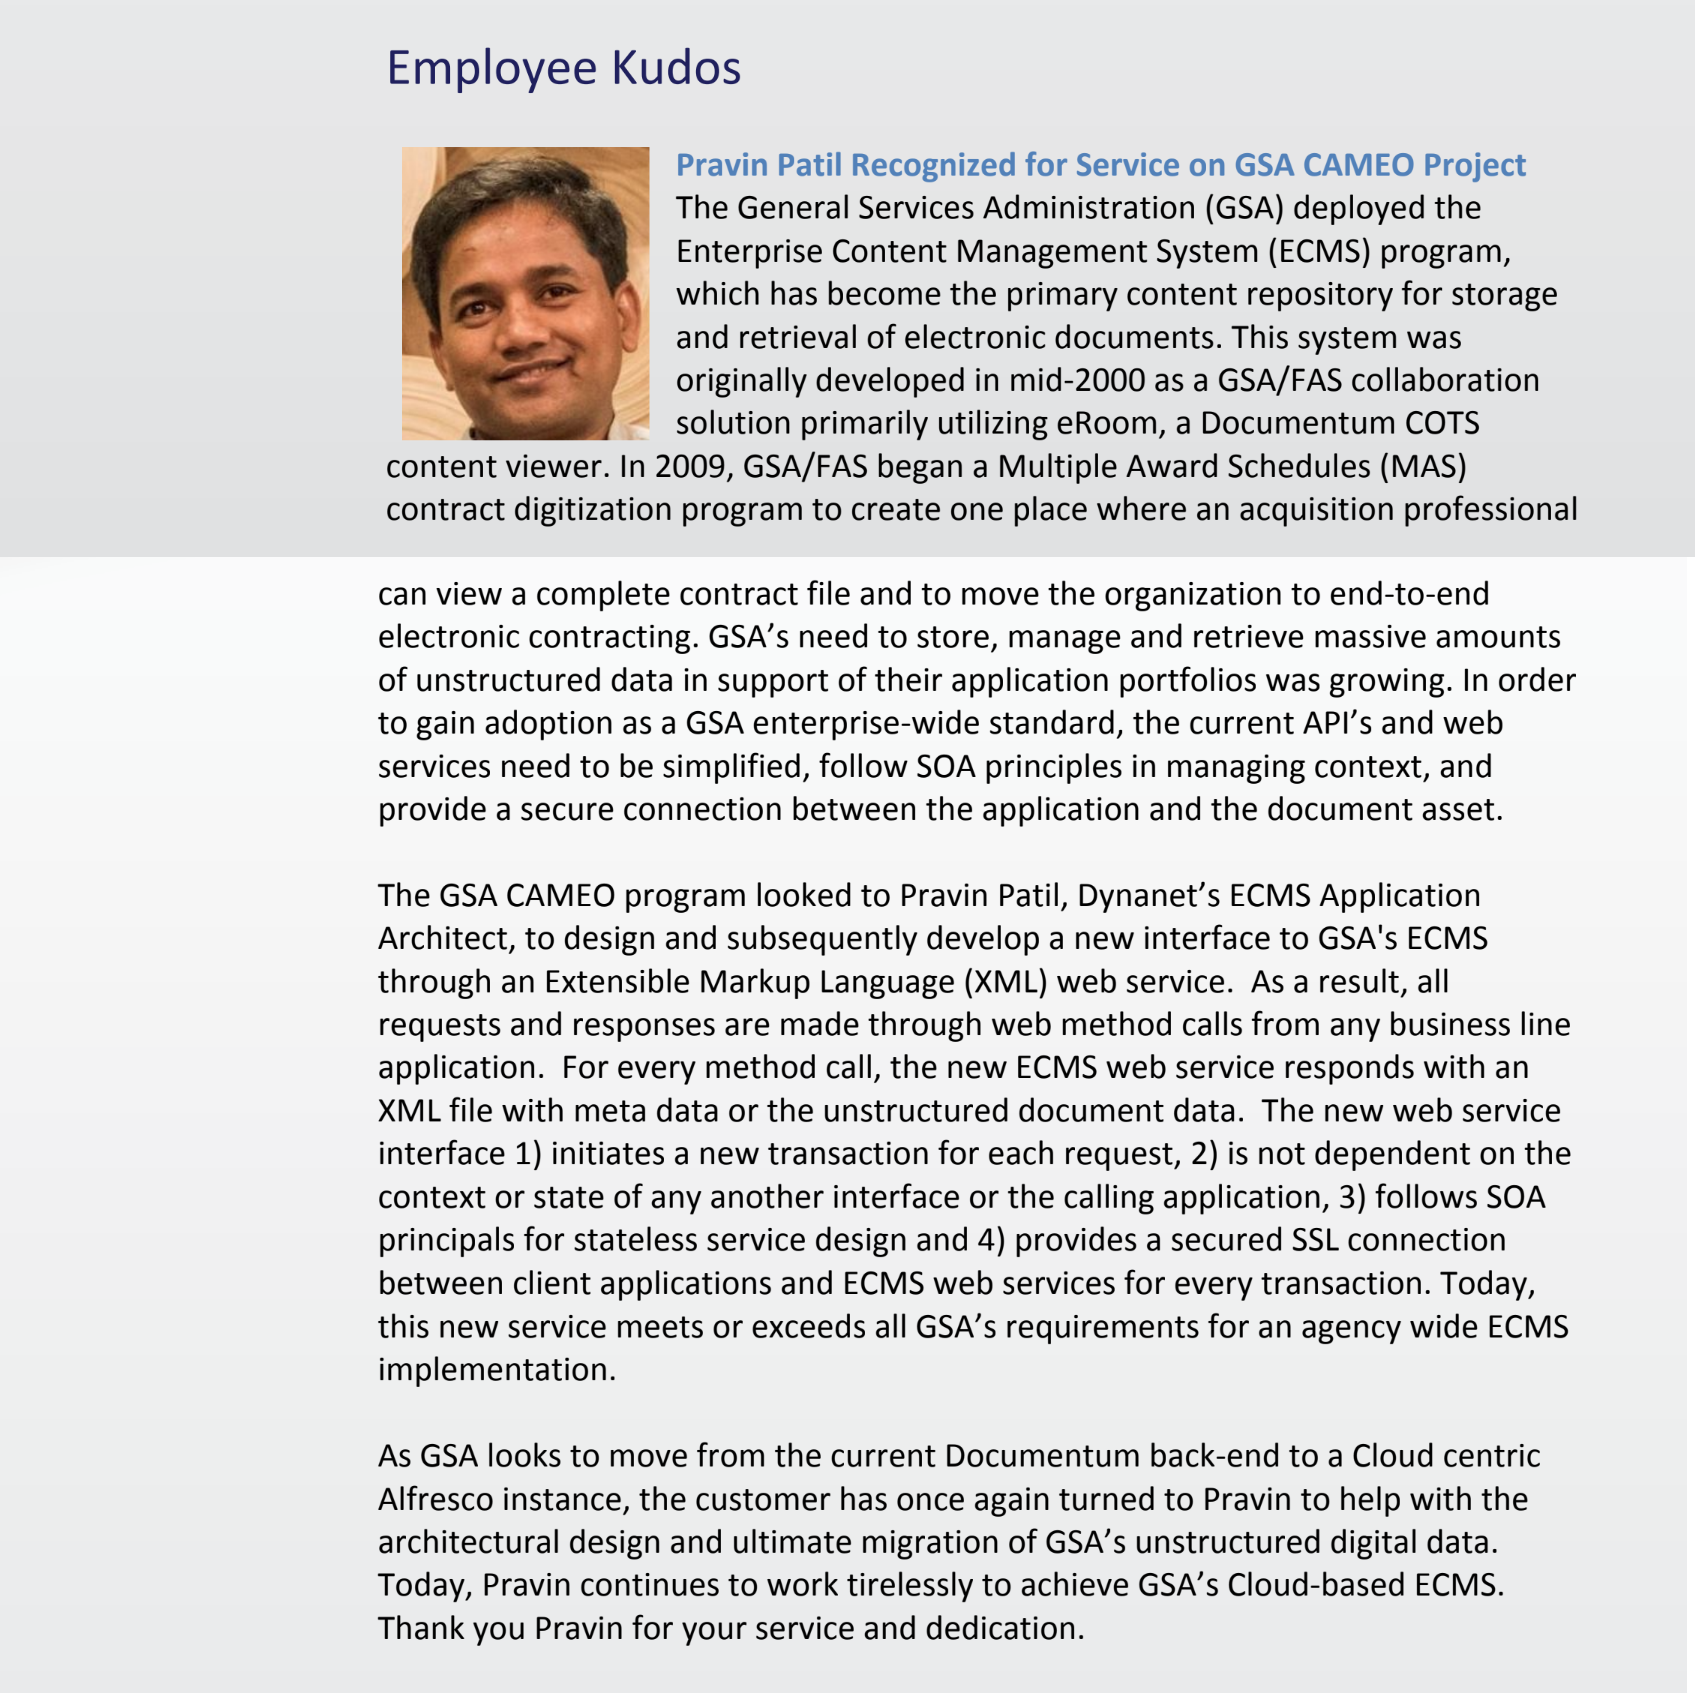 Employee Kudos
Pravin Patil Recognized for Service on GSA CAMEO Project
The General Services Administration (GSA) deployed the
Enterprise Content Management System (ECMS) program,
which has become the primary content repository for storage
and retrieval of electronic documents. This system was
originally developed in mid-2000 as a GSA/FAS collaboration
solution primarily utilizing eRoom, a Documentum COTS
content viewer. In 2009, GSA/FAS began a Multiple Award Schedules (MAS)
contract digitization program to create one place where an acquisition professional
can view a complete contract file and to move the organization to end-to-end
electronic contracting. GSA’s need to store, manage and retrieve massive amounts
of unstructured data in support of their application portfolios was growing. In order
to gain adoption as a GSA enterprise-wide standard, the current API’s and web
services need to be simplified, follow SOA principles in managing context, and
provide a secure connection between the application and the document asset.
The GSA CAMEO program looked to Pravin Patil, Dynanet’s ECMS Application
Architect, to design and subsequently develop a new interface to GSA's ECMS
through an Extensible Markup Language (XML) web service.  As a result, all
requests and responses are made through web method calls from any business line
application.  For every method call, the new ECMS web service responds with an
XML file with meta data or the unstructured document data.  The new web service
interface 1) initiates a new transaction for each request, 2) is not dependent on the
context or state of any another interface or the calling application, 3) follows SOA
principals for stateless service design and 4) provides a secured SSL connection
between client applications and ECMS web services for every transaction. Today,
this new service meets or exceeds all GSA’s requirements for an agency wide ECMS
implementation.
As GSA looks to move from the current Documentum back-end to a Cloud centric
Alfresco instance, the customer has once again turned to Pravin to help with the
architectural design and ultimate migration of GSA’s unstructured digital data.
Today, Pravin continues to work tirelessly to achieve GSA’s Cloud-based ECMS.
Thank you Pravin for your service and dedication.